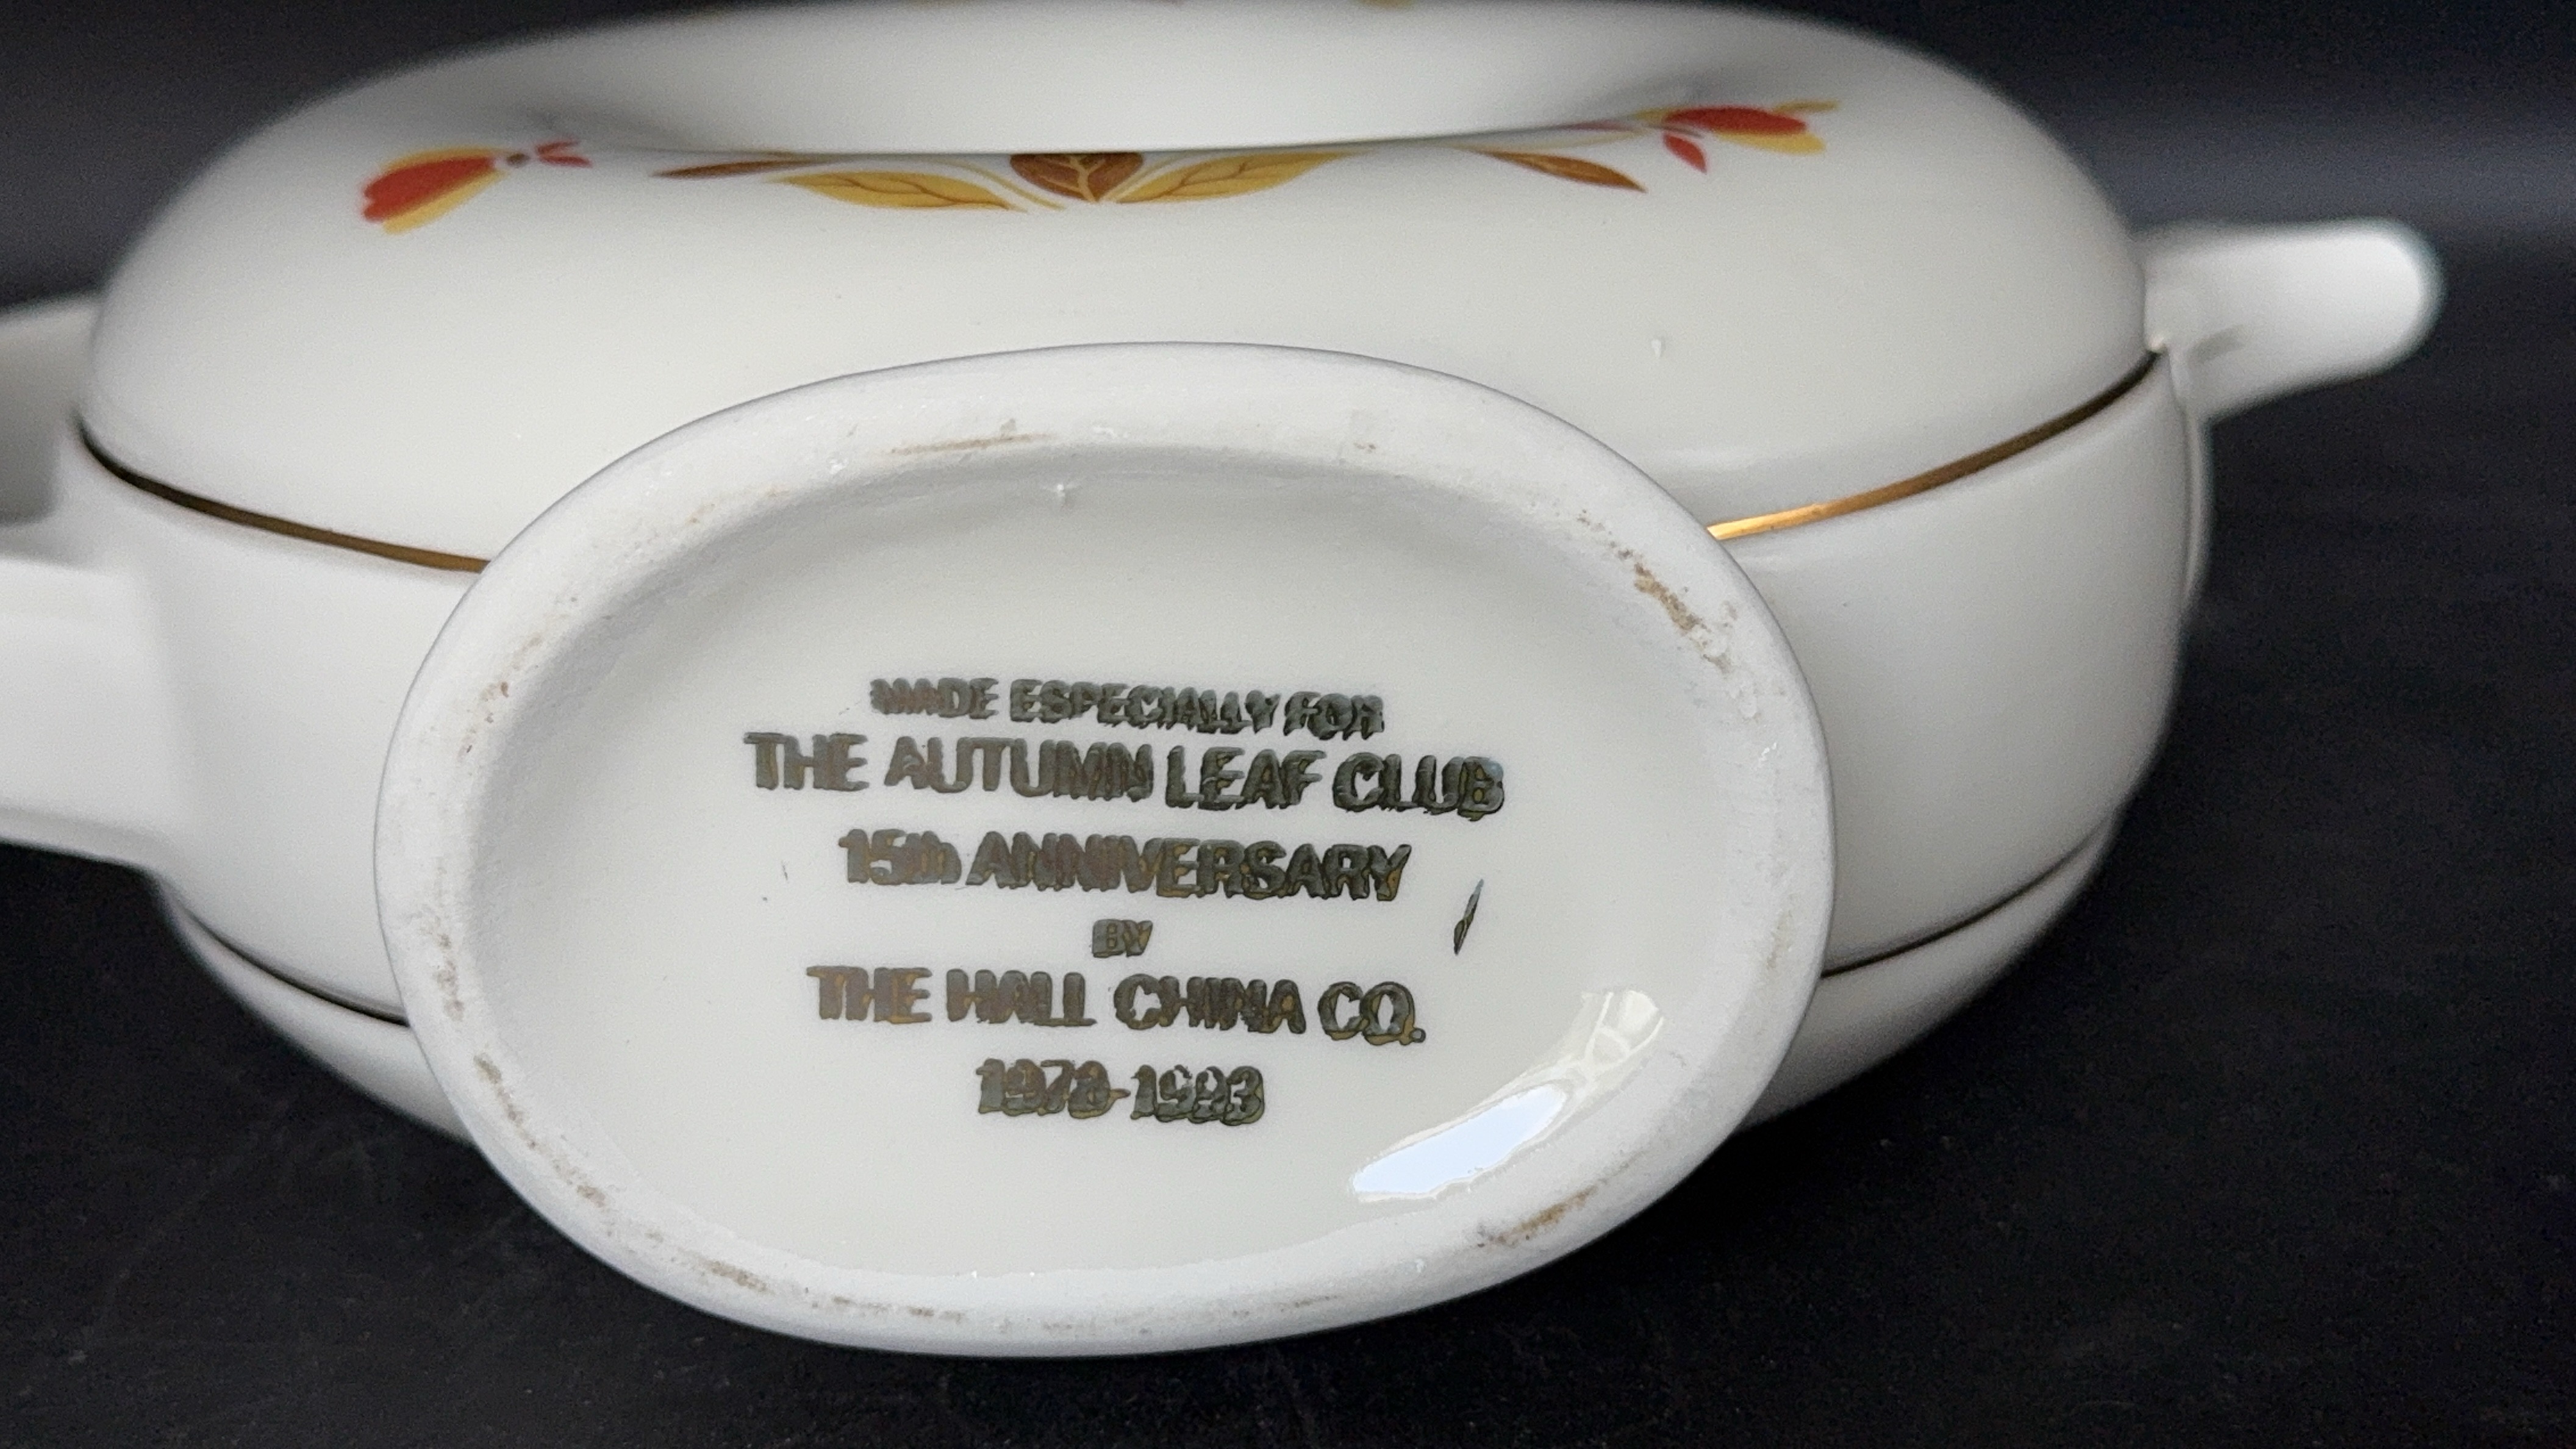 MADE ESPECIALLY FOR
THE AUTUMN LEAF CLUB
15th ANNIVERSARY
BY
THE HALL CHINA CO.
1978-1993